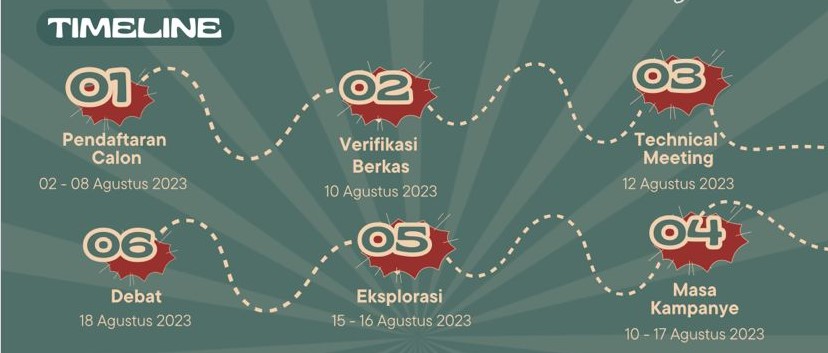 TIMELINE
01
Pendaftaran
Calon
02 - 08 Agustus 2023
02
Verifikasi
Berkas
10 Agustus 2023
03
Technical
Meeting
12 Agustus 2023
04
Masa
Kampanye
10 - 17 Agustus 2023
05
Eksplorasi
15 - 16 Agustus 2023
06
Debat
18 Agustus 2023